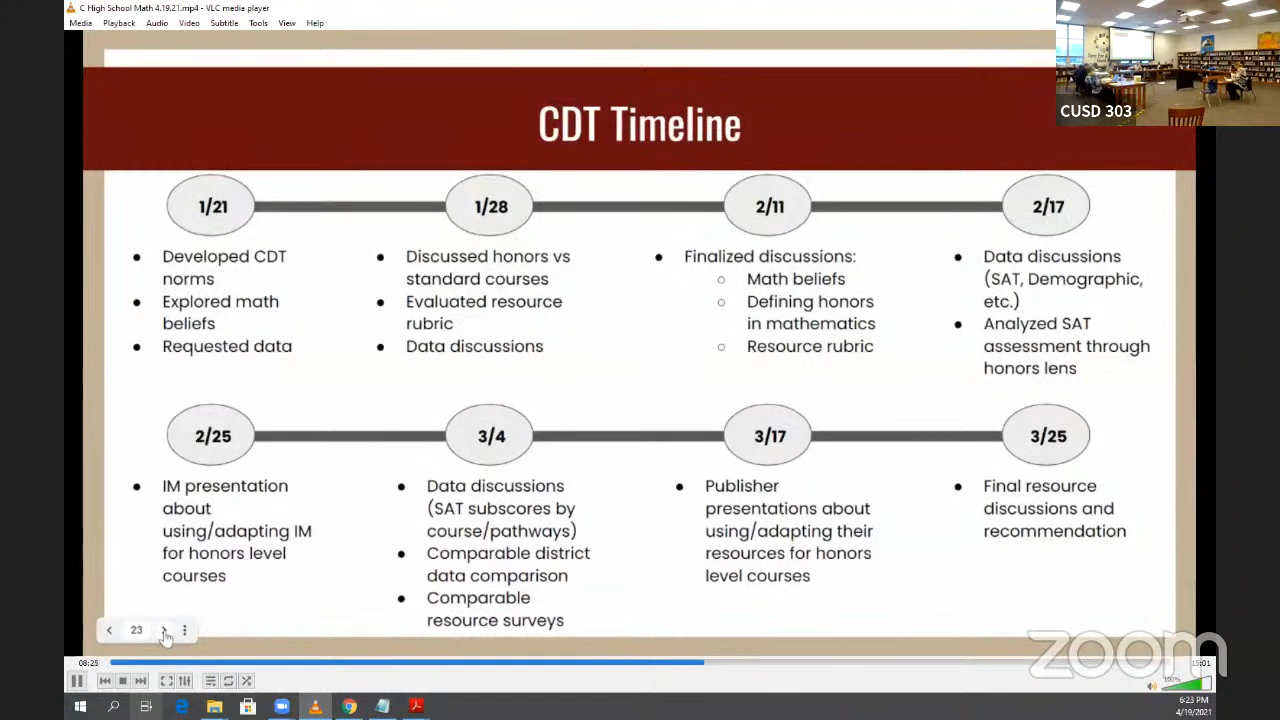 C High School Math 4.19.21.mp4 - VLC media player
Media Playback Audio Video Subtitle Tools View Help
CUSD 303
CDT Timeline
1/21
Developed CDT
norms
Explored math
beliefs
Requested data
1/28
Discussed honors vs
standard courses
Evaluated resource
rubric
Data discussions
2/11
Finalized discussions:
Math beliefs
Defining honors
in mathematics
Resource rubric
2/17
Data discussions
(SAT, Demographic,
etc.)
Analyzed SAT
assessment through
honors lens
2/25
IM presentation
about
using/adapting IM
for honors level
courses
3/4
Data discussions
(SAT subscores by
course/pathways)
Comparable district
data comparison
Comparable
resource surveys
3/17
Publisher
presentations about
using/adapting their
resources for honors
level courses
3/25
Final resource
discussions and
recommendation
23
zoom
08:25
15:01
100%
6:23 PM
4/19/2021